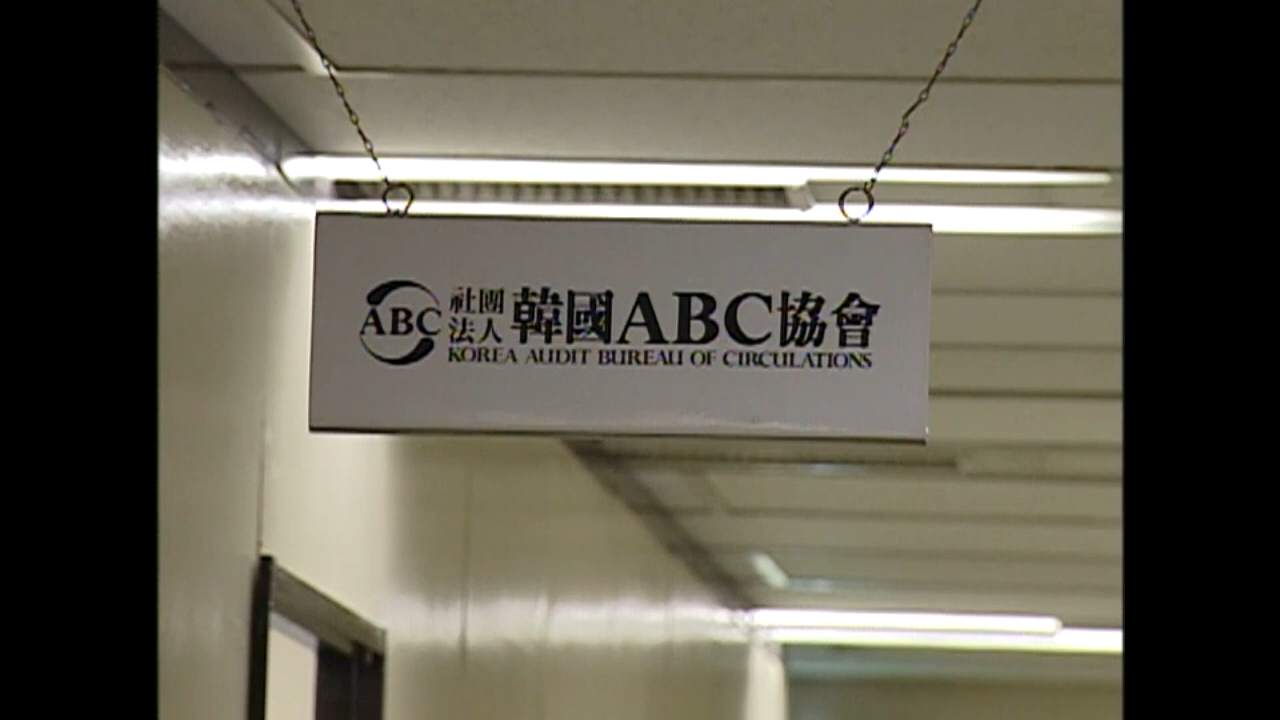 ABC 社團法人 韓國ABC協會
KOREA AUDIT BUREAU OF CIRCULATIONS